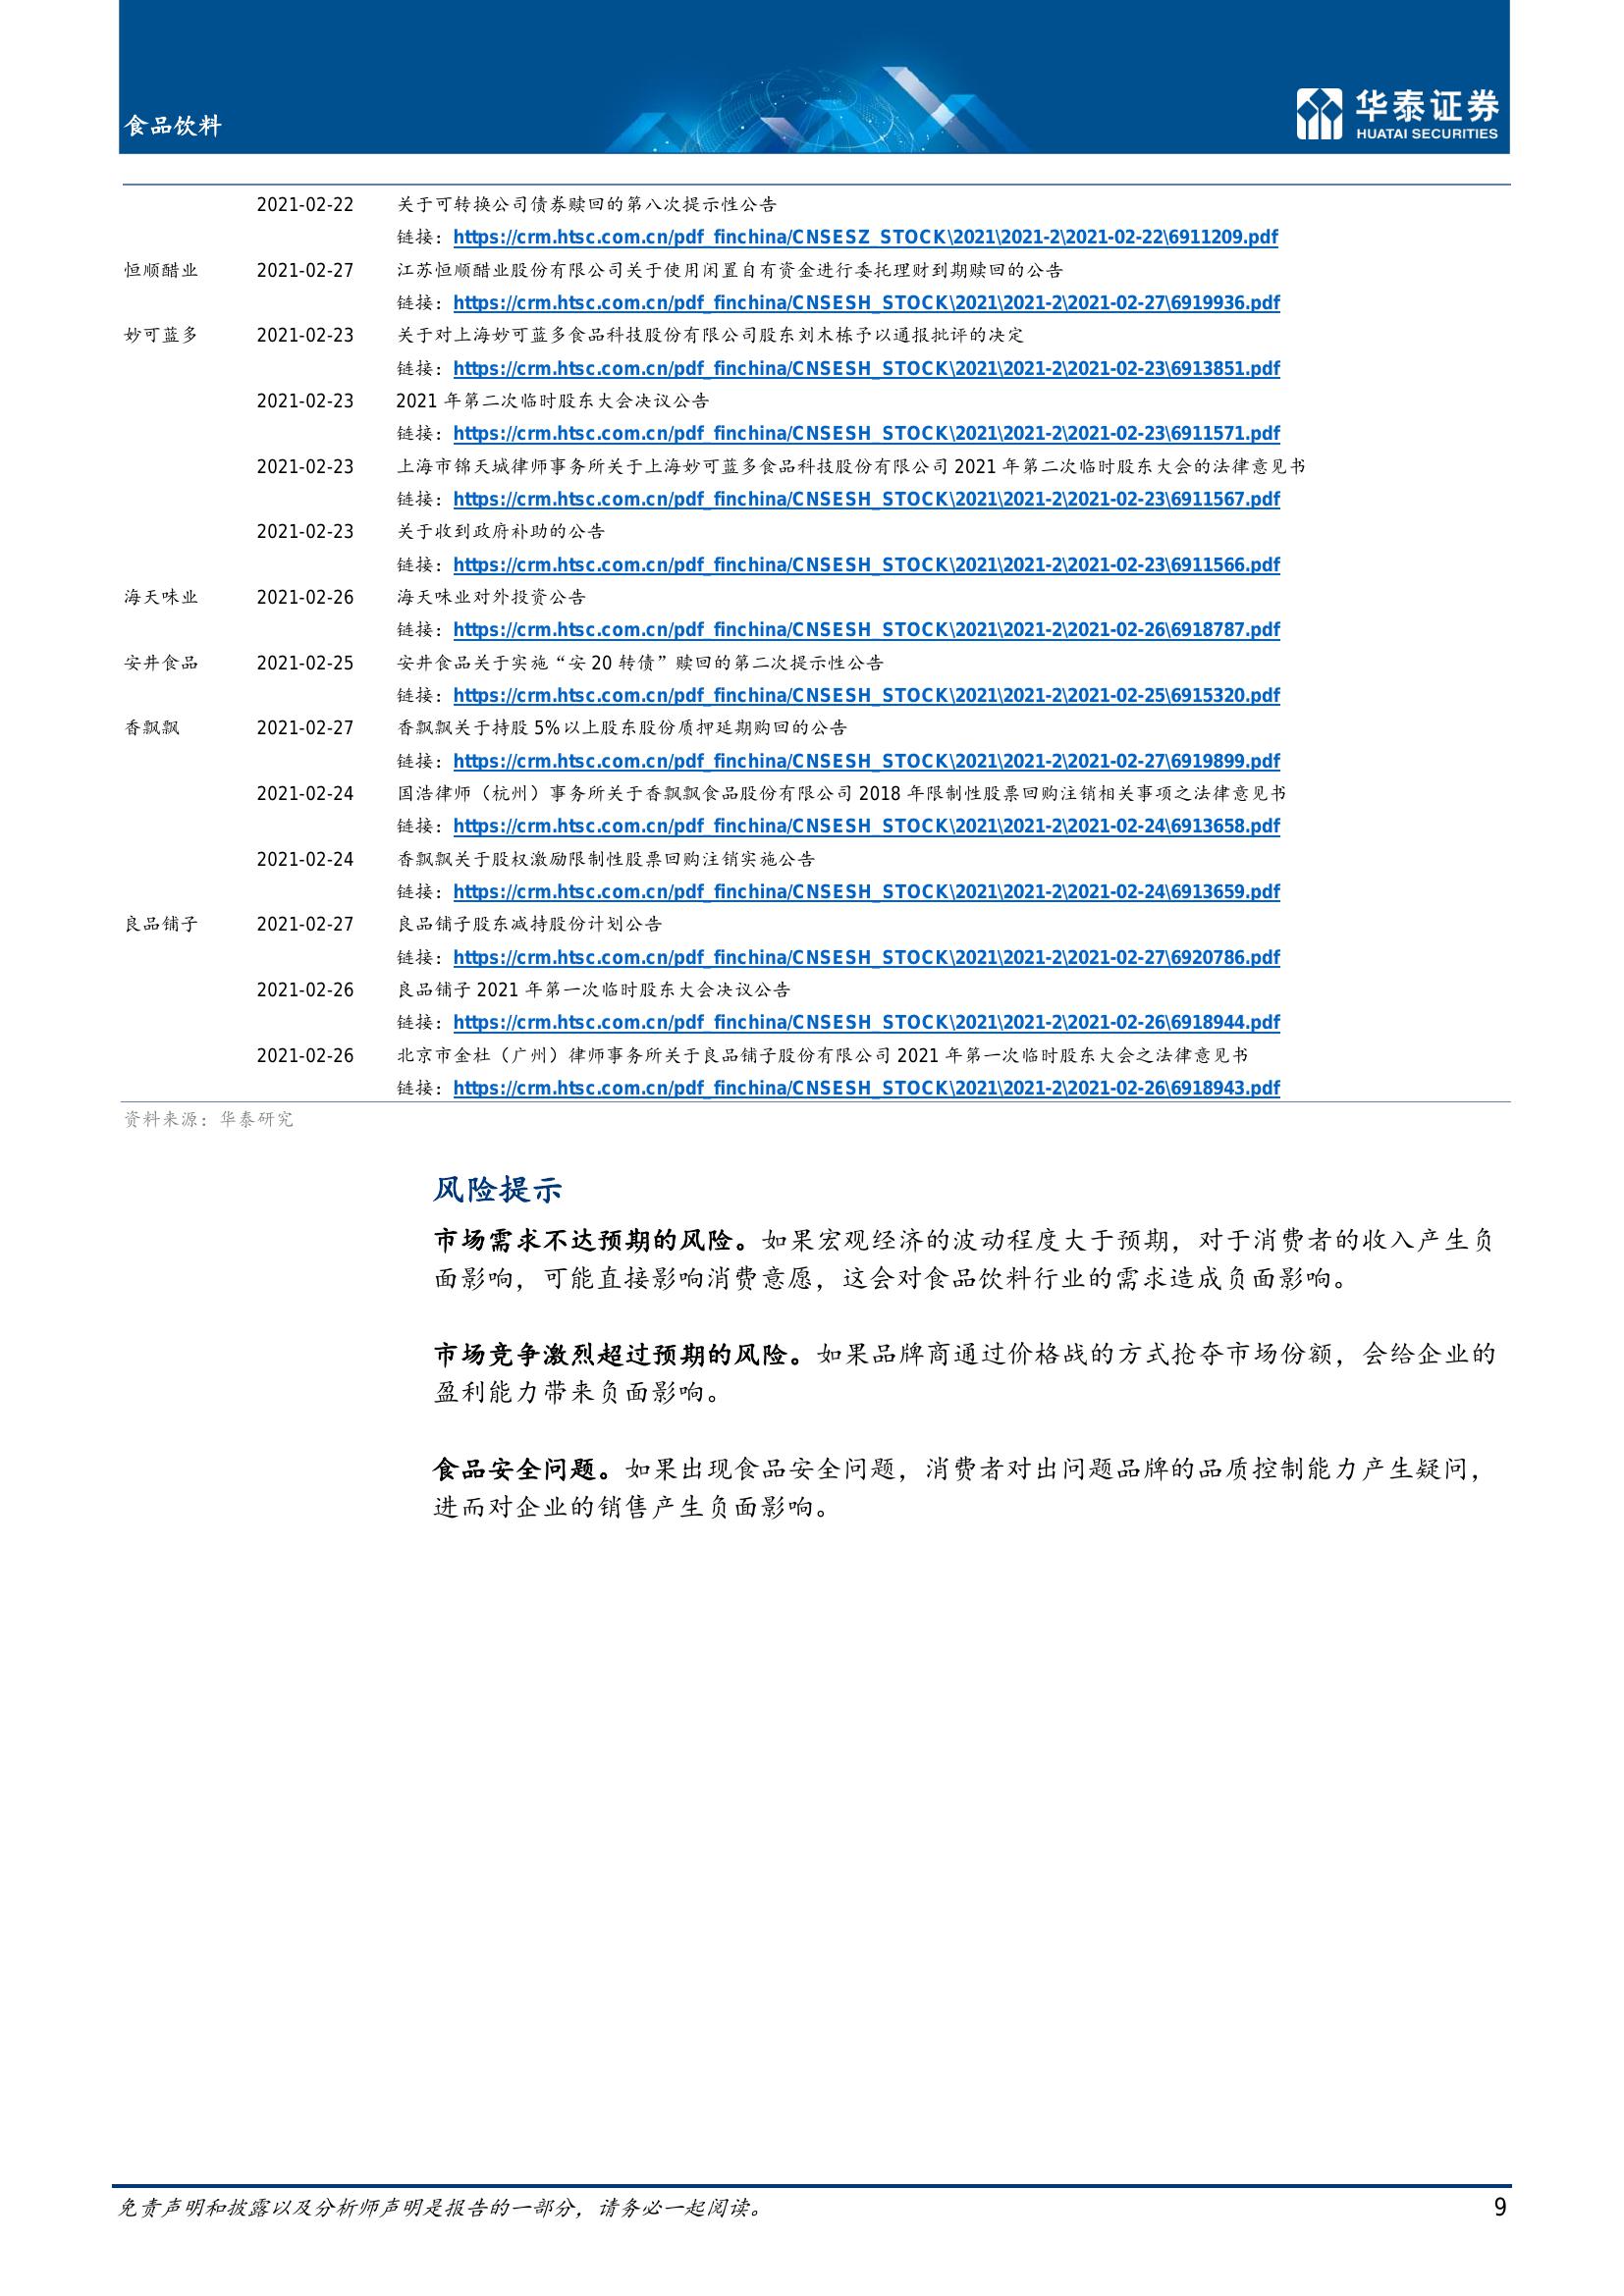 食品饮料
华泰证券
HUATAI SECURITIES
2021-02-22 关于可转换公司债券赎回的第八次提示性公告
链接：https://crm.htsc.com.cn/pdf_finchina/CNSESZ_STOCK\2021\2021-2\2021-02-22\6911209.pdf
恒顺醋业 2021-02-27 江苏恒顺醋业股份有限公司关于使用闲置自有资金进行委托理财到期赎回的公告
链接：https://crm.htsc.com.cn/pdf_finchina/CNSESH_STOCK\2021\2021-2\2021-02-27\6919936.pdf
妙可蓝多 2021-02-23 关于对上海妙可蓝多食品科技股份有限公司股东刘木栋予以通报批评的决定
链接：https://crm.htsc.com.cn/pdf_finchina/CNSESH_STOCK\2021\2021-2\2021-02-23\6913851.pdf
2021-02-23 2021 年第二次临时股东大会决议公告
链接：https://crm.htsc.com.cn/pdf_finchina/CNSESH_STOCK\2021\2021-2\2021-02-23\6911571.pdf
2021-02-23 上海市锦天城律师事务所关于上海妙可蓝多食品科技股份有限公司 2021 年第二次临时股东大会的法律意见书
链接：https://crm.htsc.com.cn/pdf_finchina/CNSESH_STOCK\2021\2021-2\2021-02-23\6911567.pdf
2021-02-23 关于收到政府补助的公告
链接：https://crm.htsc.com.cn/pdf_finchina/CNSESH_STOCK\2021\2021-2\2021-02-23\6911566.pdf
海天味业 2021-02-26 海天味业对外投资公告
链接：https://crm.htsc.com.cn/pdf_finchina/CNSESH_STOCK\2021\2021-2\2021-02-26\6918787.pdf
安井食品 2021-02-25 安井食品关于实施“安 20 转债”赎回的第二次提示性公告
链接：https://crm.htsc.com.cn/pdf_finchina/CNSESH_STOCK\2021\2021-2\2021-02-25\6915320.pdf
香飘飘 2021-02-27 香飘飘关于持股 5%以上股东股份质押延期购回的公告
链接：https://crm.htsc.com.cn/pdf_finchina/CNSESH_STOCK\2021\2021-2\2021-02-27\6919899.pdf
2021-02-24 国浩律师（杭州）事务所关于香飘飘食品股份有限公司 2018 年限制性股票回购注销相关事项之法律意见书
链接：https://crm.htsc.com.cn/pdf_finchina/CNSESH_STOCK\2021\2021-2\2021-02-24\6913658.pdf
2021-02-24 香飘飘关于股权激励限制性股票回购注销实施公告
链接：https://crm.htsc.com.cn/pdf_finchina/CNSESH_STOCK\2021\2021-2\2021-02-24\6913659.pdf
良品铺子 2021-02-27 良品铺子股东减持股份计划公告
链接：https://crm.htsc.com.cn/pdf_finchina/CNSESH_STOCK\2021\2021-2\2021-02-27\6920786.pdf
2021-02-26 良品铺子 2021 年第一次临时股东大会决议公告
链接：https://crm.htsc.com.cn/pdf_finchina/CNSESH_STOCK\2021\2021-2\2021-02-26\6918944.pdf
2021-02-26 北京市金杜（广州）律师事务所关于良品铺子股份有限公司 2021 年第一次临时股东大会之法律意见书
链接：https://crm.htsc.com.cn/pdf_finchina/CNSESH_STOCK\2021\2021-2\2021-02-26\6918943.pdf
资料来源：华泰研究
风险提示
市场需求不达预期的风险。如果宏观经济的波动程度大于预期，对于消费者的收入产生负
面影响，可能直接影响消费意愿，这会对食品饮料行业的需求造成负面影响。
市场竞争激烈超过预期的风险。如果品牌商通过价格战的方式抢夺市场份额，会给企业的
盈利能力带来负面影响。
食品安全问题。如果出现食品安全问题，消费者对出问题品牌的品质控制能力产生疑问，
进而对企业的销售产生负面影响。
免责声明和披露以及分析师声明是报告的一部分，请务必一起阅读。 9